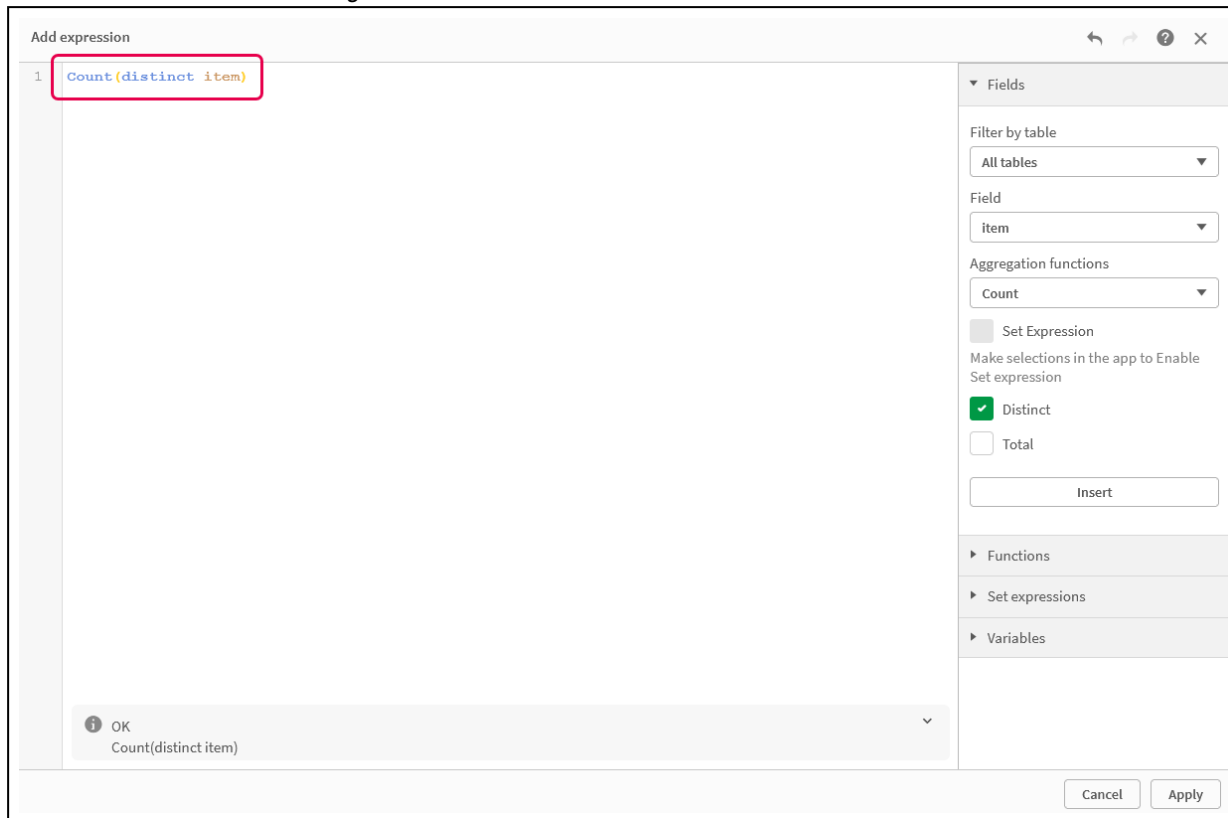 Add expression
1 Count(distinct item)
Fields
Filter by table
All tables
Field
item
Aggregation functions
Count
Set Expression
Make selections in the app to Enable
Set expression
Distinct
Total
Insert
Functions
Set expressions
Variables
OK
Count(distinct item)
Cancel Apply